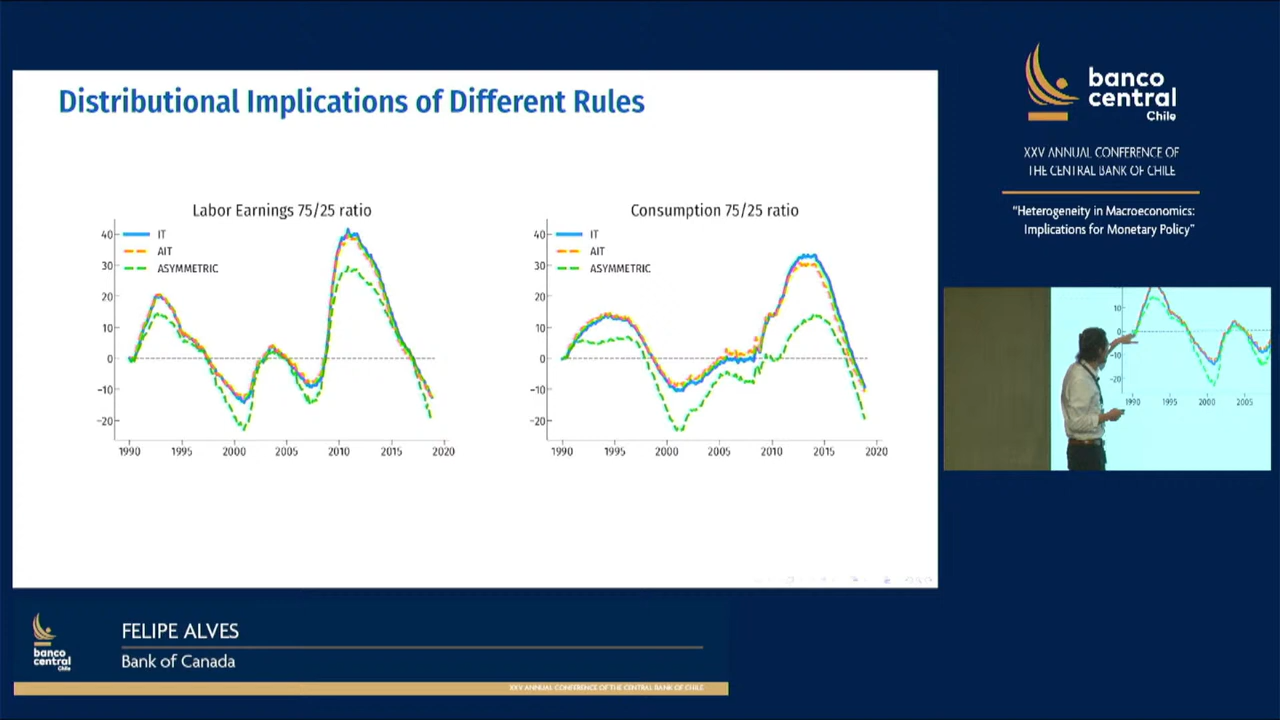 Distributional Implications of Different Rules
Labor Earnings 75/25 ratio
IT
AIT
ASYMMETRIC
40
30
20
10
0
−10
−20
1990
1995
2000
2005
2010
2015
2020
Consumption 75/25 ratio
IT
AIT
ASYMMETRIC
40
30
20
10
0
−10
−20
1990
1995
2000
2005
2010
2015
2020
banco
central
Chile
XXV ANNUAL CONFERENCE OF
THE CENTRAL BANK OF CHILE
“Heterogeneity in Macroeconomics:
Implications for Monetary Policy”
10
0
−10
−20
1990
1995
2000
2005
banco
central
Chile
FELIPE ALVES
Bank of Canada
XXV ANNUAL CONFERENCE OF THE CENTRAL BANK OF CHILE